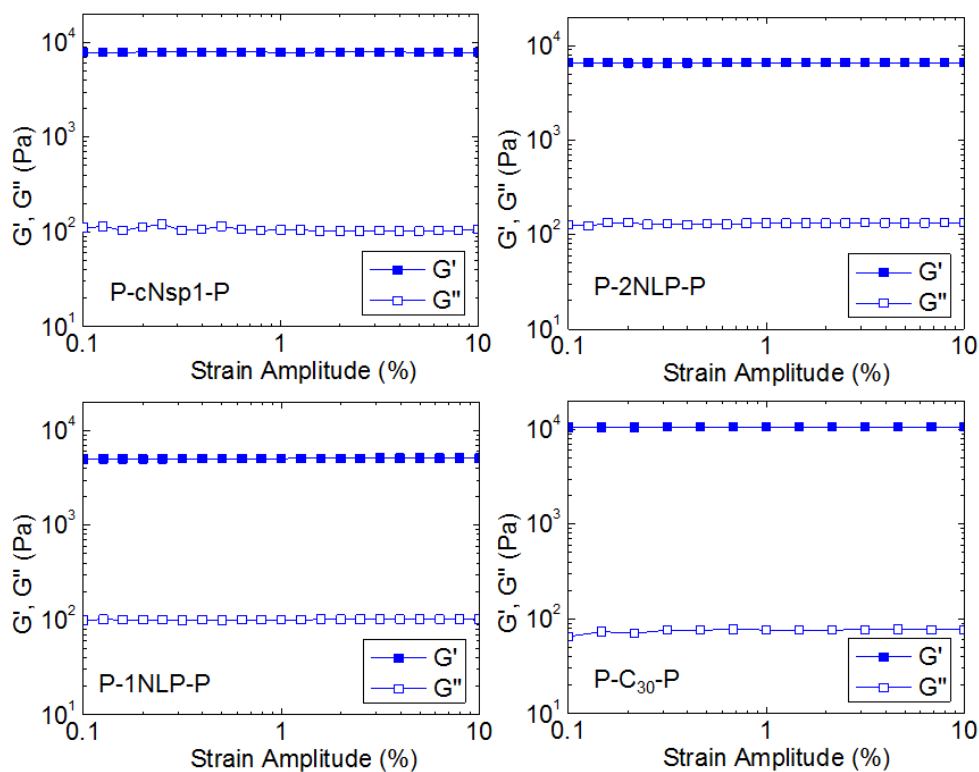 10⁴
10³
10²
10¹
G', G'' (Pa)
P-cNsp1-P
G'
G''
0.1 1 10
Strain Amplitude (%)
10⁴
10³
10²
10¹
G', G'' (Pa)
P-2NLP-P
G'
G''
0.1 1 10
Strain Amplitude (%)
10⁴
10³
10²
10¹
G', G'' (Pa)
P-1NLP-P
G'
G''
0.1 1 10
Strain Amplitude (%)
10⁴
10³
10²
10¹
G', G'' (Pa)
P-C₃₀-P
G'
G''
0.1 1 10
Strain Amplitude (%)